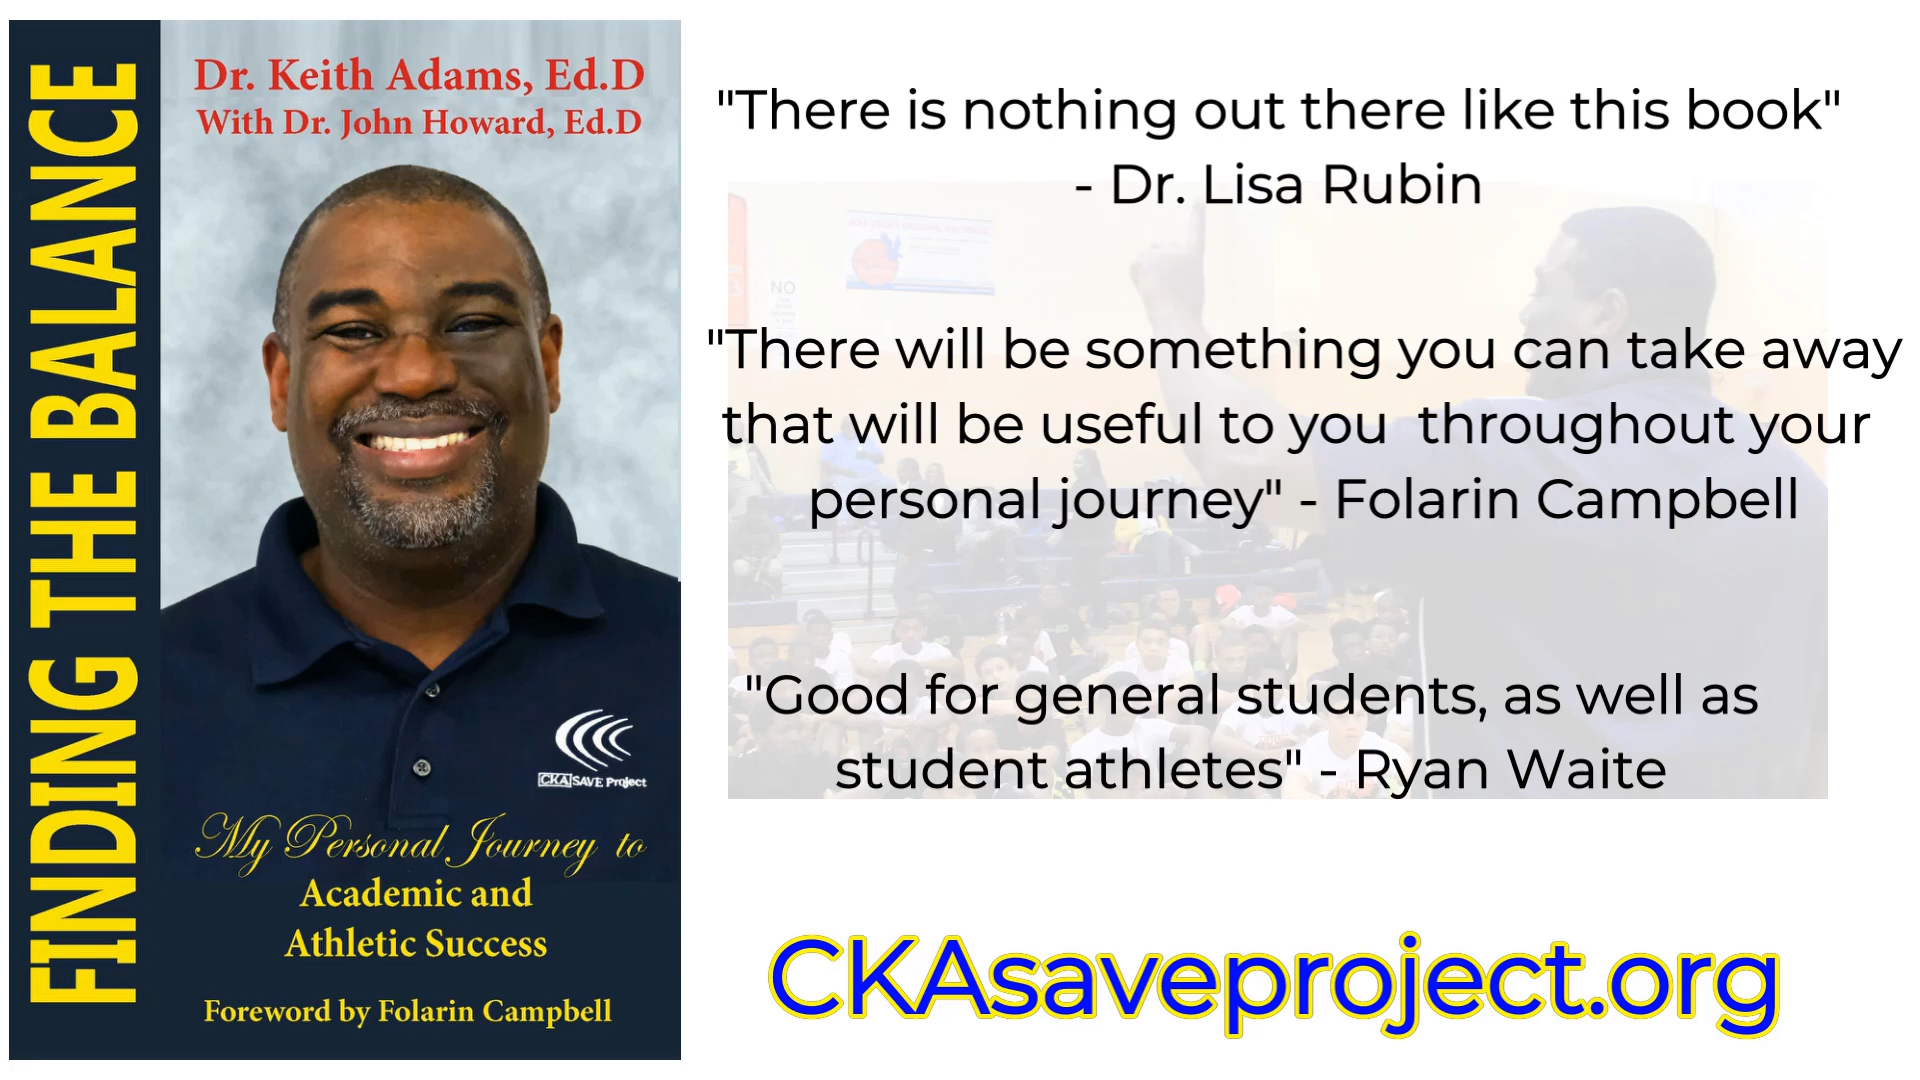 FINDING THE BALANCE
Dr. Keith Adams, Ed.D
With Dr. John Howard, Ed.D
CKA SAVE Project
My Personal Journey to
Academic and
Athletic Success
Foreword by Folarin Campbell
"There is nothing out there like this book"
- Dr. Lisa Rubin
NO
"There will be something you can take away
that will be useful to you  throughout your
personal journey" - Folarin Campbell
"Good for general students, as well as
student athletes" - Ryan Waite
CKAsaveproject.org